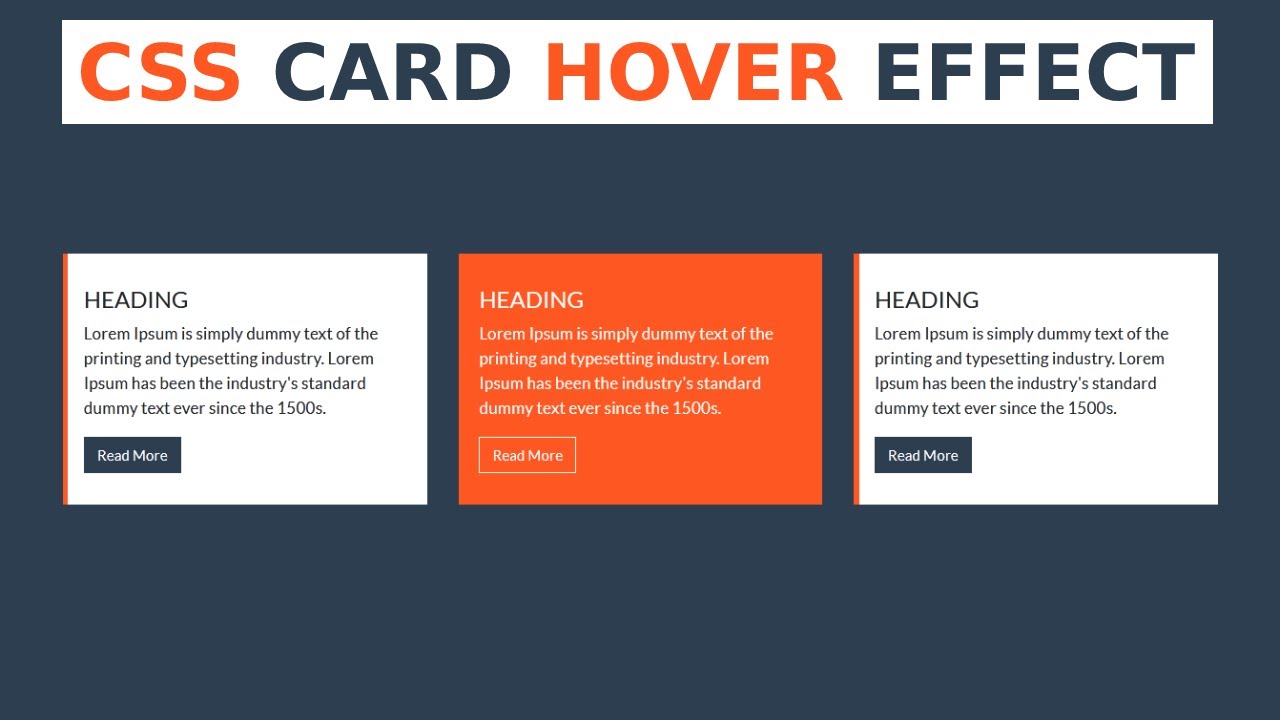 CSS CARD HOVER EFFECT
HEADING
Lorem Ipsum is simply dummy text of the
printing and typesetting industry. Lorem
Ipsum has been the industry's standard
dummy text ever since the 1500s.
Read More
HEADING
Lorem Ipsum is simply dummy text of the
printing and typesetting industry. Lorem
Ipsum has been the industry's standard
dummy text ever since the 1500s.
Read More
HEADING
Lorem Ipsum is simply dummy text of the
printing and typesetting industry. Lorem
Ipsum has been the industry's standard
dummy text ever since the 1500s.
Read More